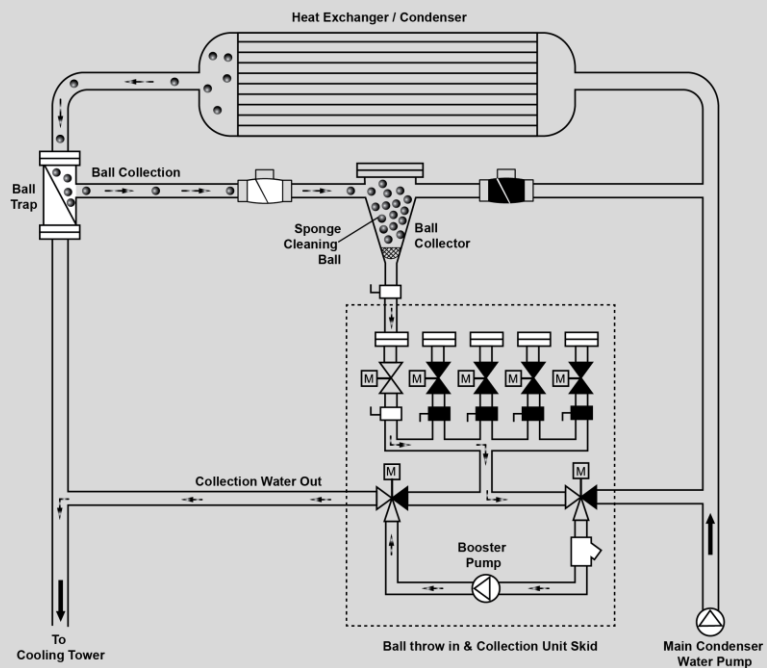 Heat Exchanger / Condenser
Ball Collection
Ball
Trap
Sponge
Cleaning
Ball
Ball
Collector
M
M
M
M
M
Collection Water Out
M
M
Booster
Pump
To
Cooling Tower
Ball throw in & Collection Unit Skid
Main Condenser
Water Pump